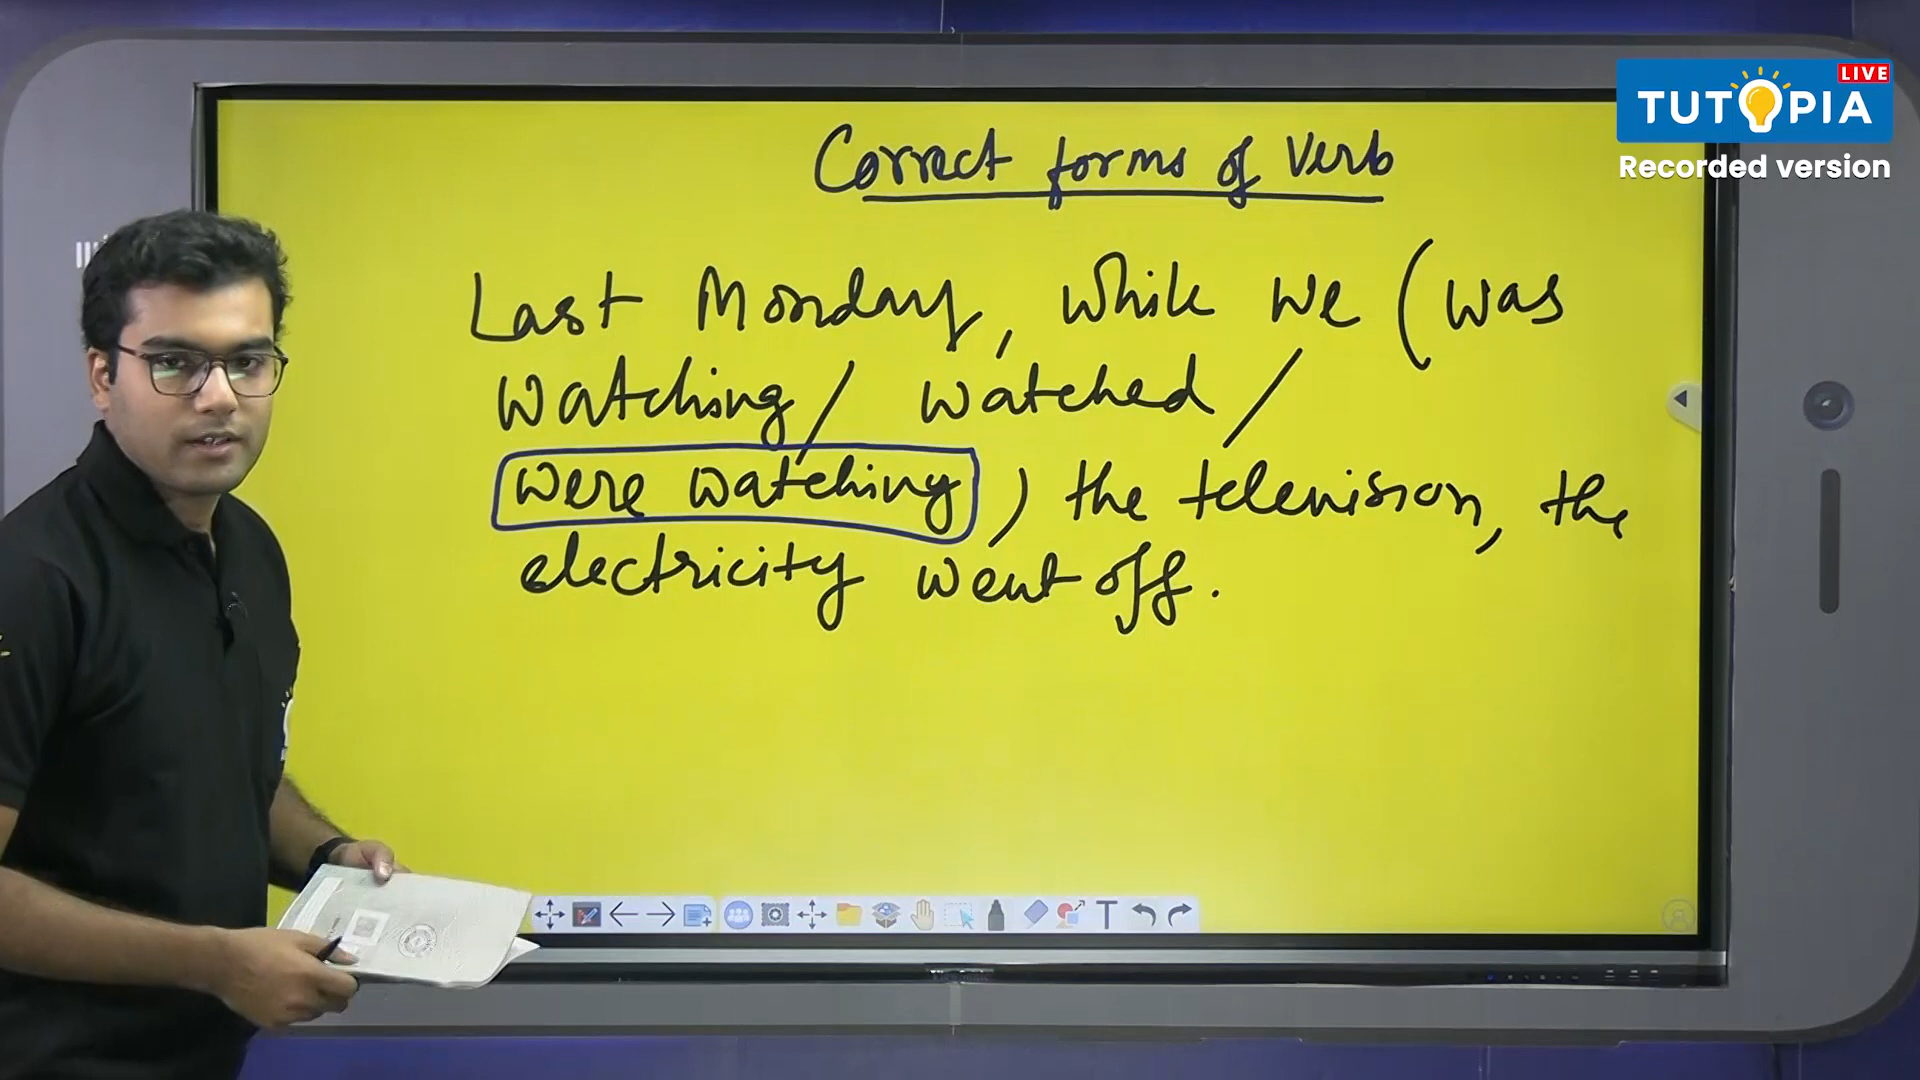 LIVE
TUTOPIA
Recorded version
Correct forms of Verb
Last Monday, while we (was
watching / watched /
were watching) the television, the
electricity went off.